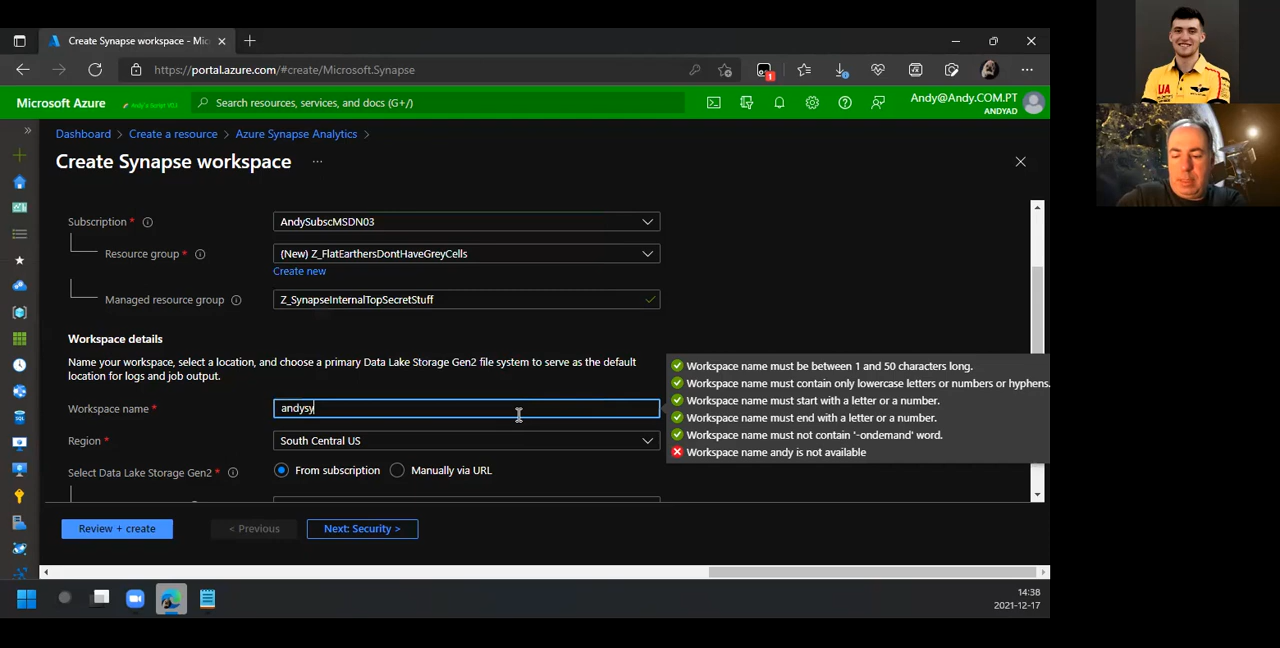 Create Synapse workspace - Mic
https://portal.azure.com/#create/Microsoft.Synapse
1
Microsoft Azure
Andy's Script V0.1
Search resources, services, and docs (G+/)
Andy@Andy.COM.PT
ANDYAD
Dashboard > Create a resource > Azure Synapse Analytics >
Create Synapse workspace ...
Subscription * AndySubscMSDN03
Resource group * (New) Z_FlatEarthersDontHaveGreyCells
Create new
Managed resource group Z_SynapseInternalTopSecretStuff
Workspace details
Name your workspace, select a location, and choose a primary Data Lake Storage Gen2 file system to serve as the default
location for logs and job output.
Workspace name * andysy
Workspace name must be between 1 and 50 characters long.
Workspace name must contain only lowercase letters or numbers or hyphens.
Workspace name must start with a letter or a number.
Workspace name must end with a letter or a number.
Workspace name must not contain '-ondemand' word.
Workspace name andy is not available
Region * South Central US
Select Data Lake Storage Gen2 * From subscription Manually via URL
Review + create < Previous Next: Security >
14:38
2021-12-17
UA